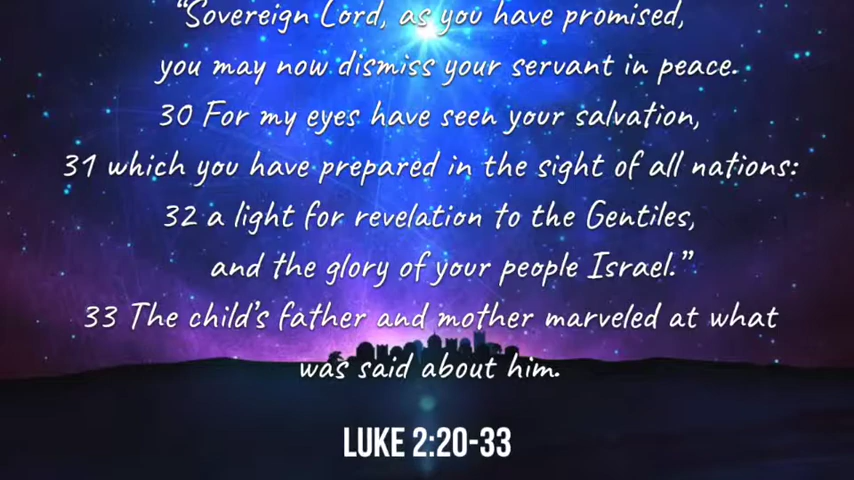 “Sovereign Lord, as you have promised,
you may now dismiss your servant in peace.
30 For my eyes have seen your salvation,
31 which you have prepared in the sight of all nations:
32 a light for revelation to the Gentiles,
and the glory of your people Israel.”
33 The child’s father and mother marveled at what
was said about him.
LUKE 2:20-33